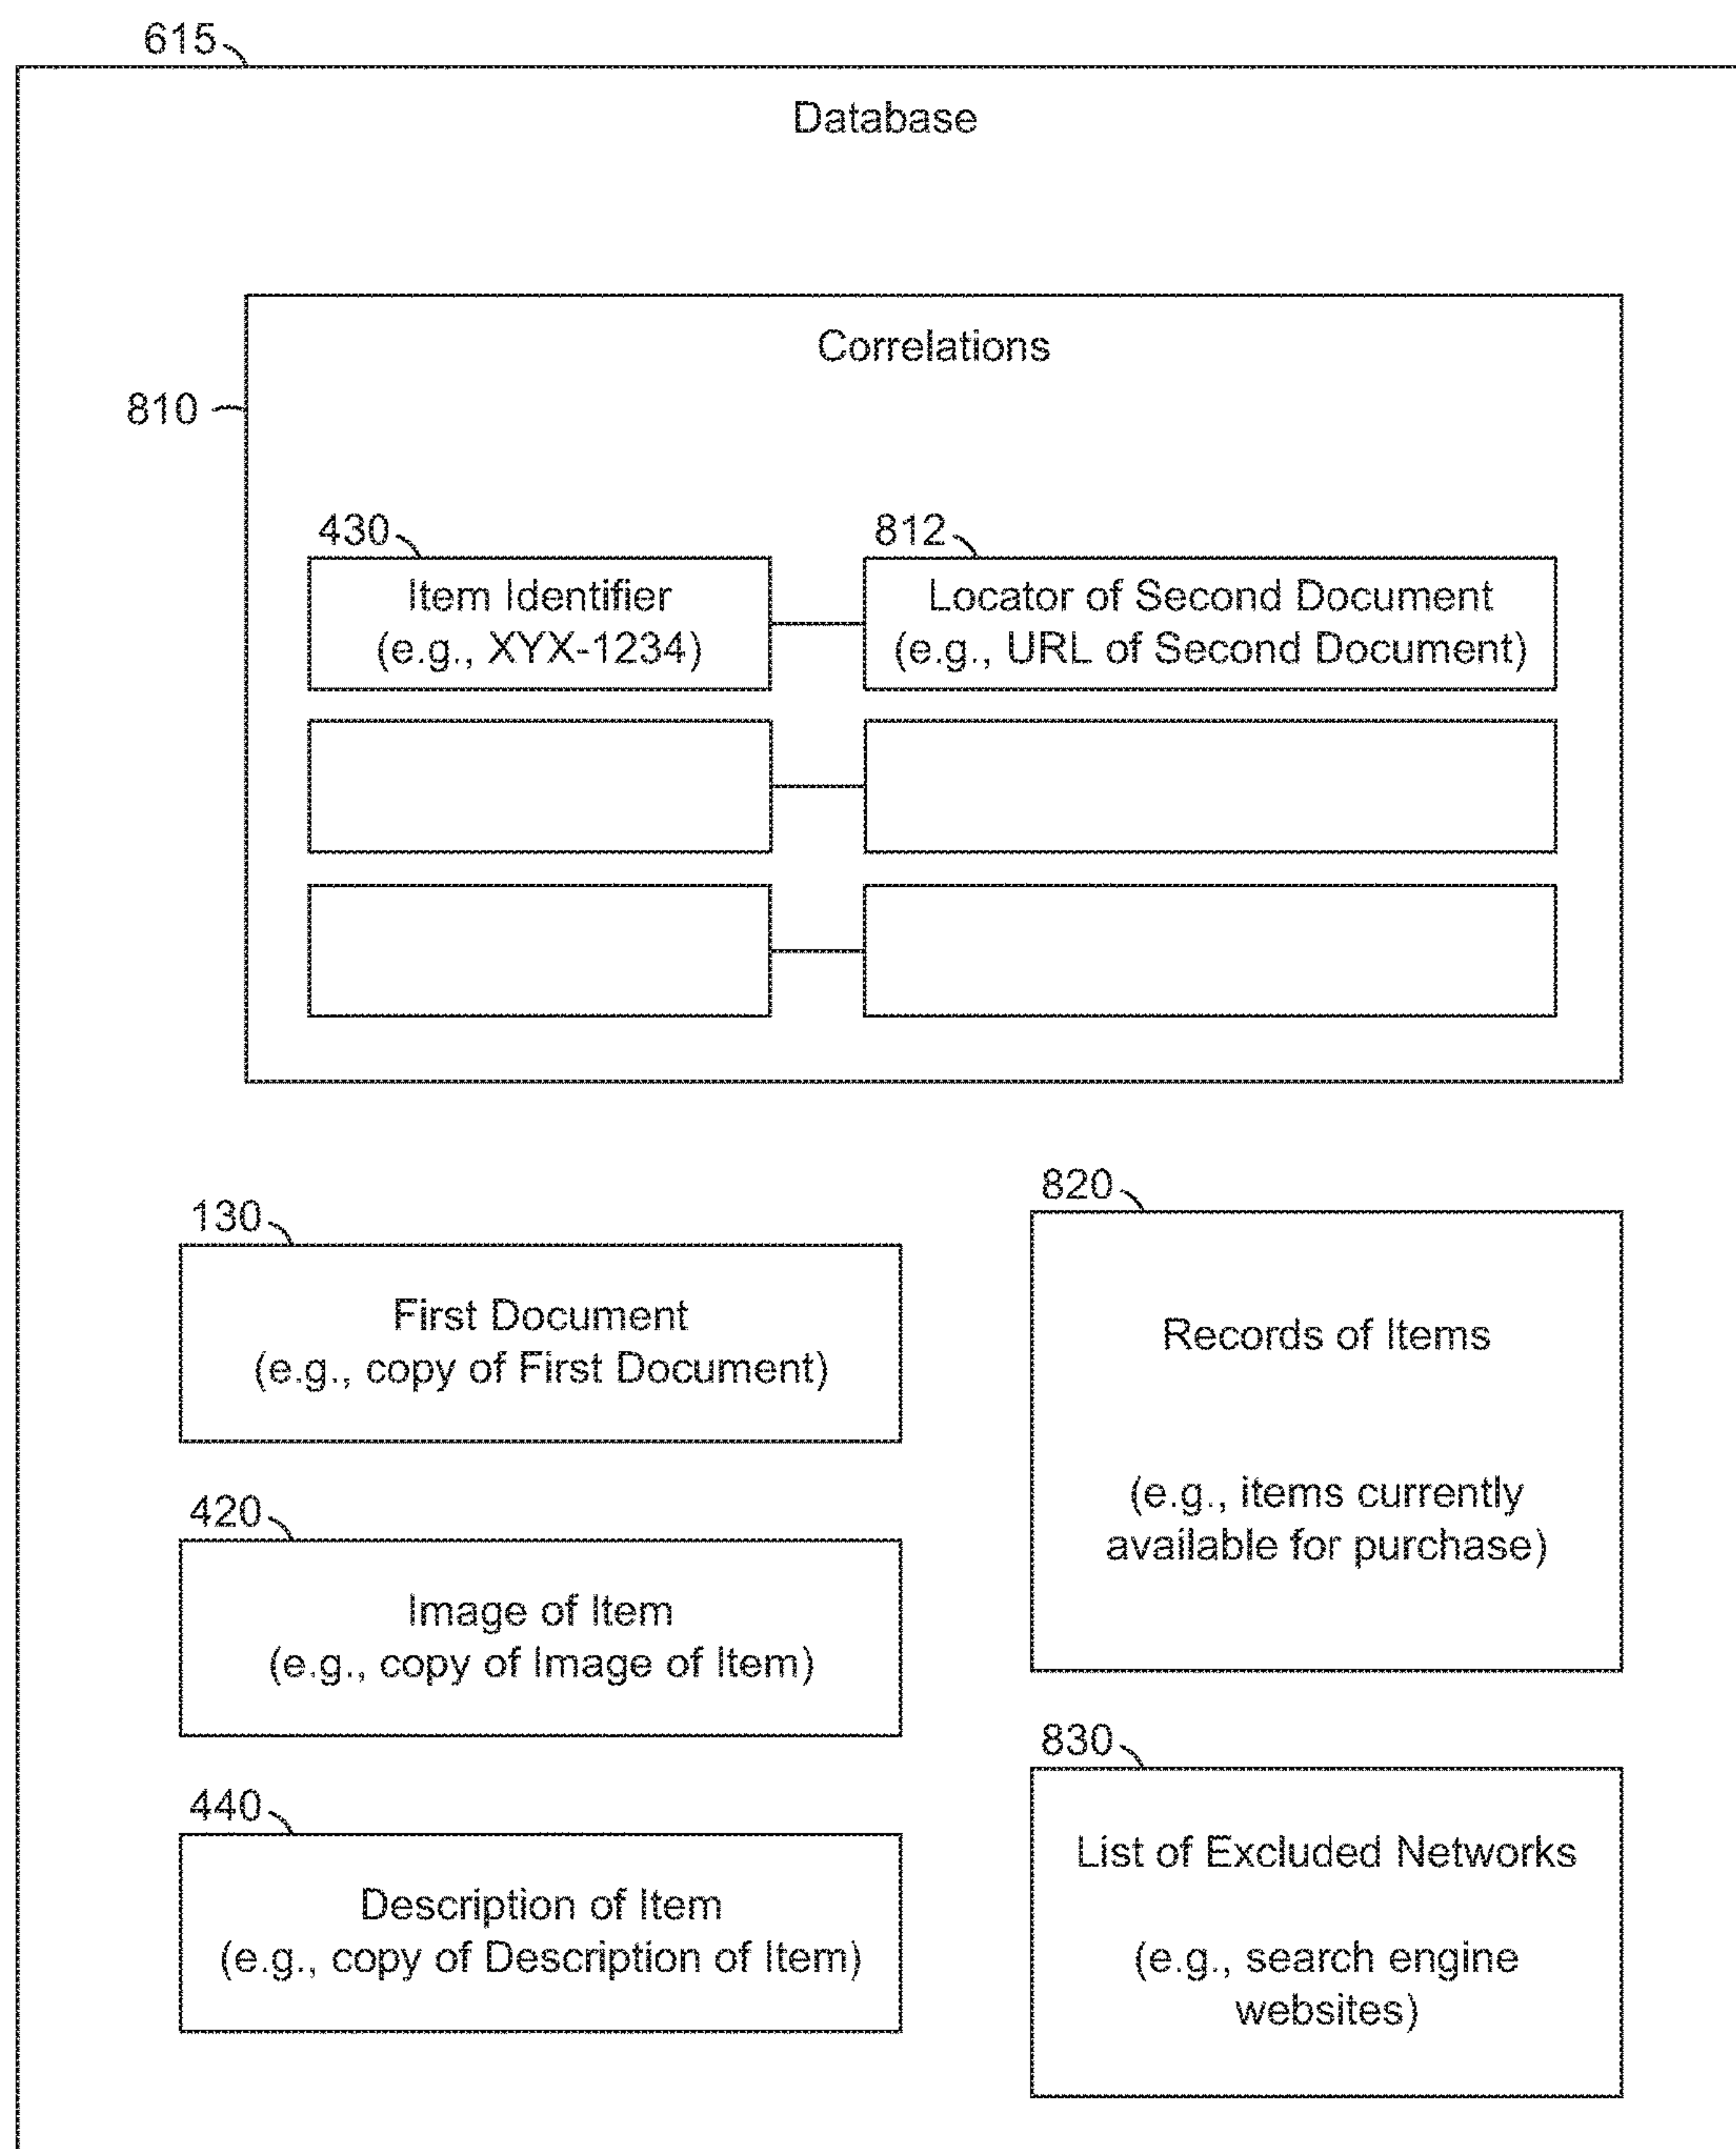 615
Database
Correlations
810
430
812
Item Identifier
(e.g., XYX-1234)
Locator of Second Document
(e.g., URL of Second Document)
130
First Document
(e.g., copy of First Document)
420
Image of Item
(e.g., copy of Image of Item)
440
Description of Item
(e.g., copy of Description of Item)
820
Records of Items
(e.g., items currently
available for purchase)
830
List of Excluded Networks
(e.g., search engine
websites)